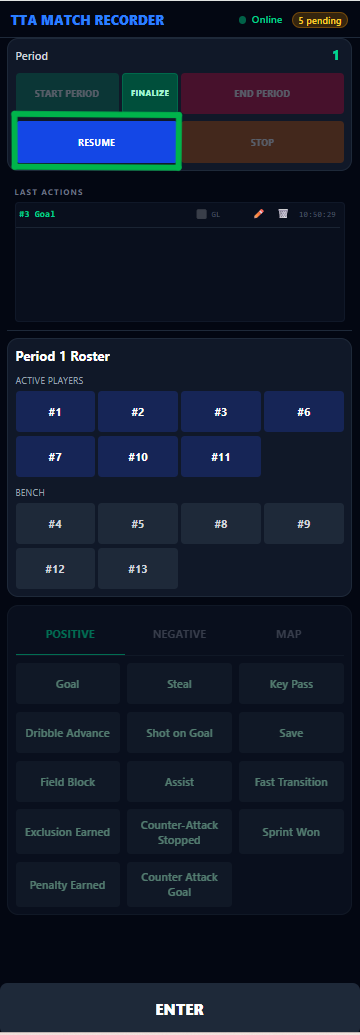 TTA MATCH RECORDER
Online
5 pending
Period
1
START PERIOD
FINALIZE
END PERIOD
RESUME
STOP
LAST ACTIONS
#3 Goal
GL
10:50:29
Period 1 Roster
ACTIVE PLAYERS
#1
#2
#3
#6
#7
#10
#11
BENCH
#4
#5
#8
#9
#12
#13
POSITIVE
NEGATIVE
MAP
Goal
Steal
Key Pass
Dribble Advance
Shot on Goal
Save
Field Block
Assist
Fast Transition
Exclusion Earned
Counter-Attack
Stopped
Sprint Won
Penalty Earned
Counter Attack
Goal
ENTER